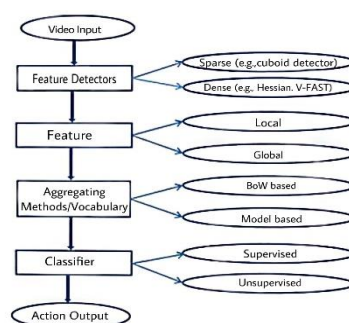 Video Input
Feature Detectors
Sparse (e.g.,cuboid detector)
Dense (e.g., Hessian. V-FAST)
Feature
Local
Global
Aggregating
Methods/Vocabulary
BoW based
Model based
Classifier
Supervised
Unsupervised
Action Output